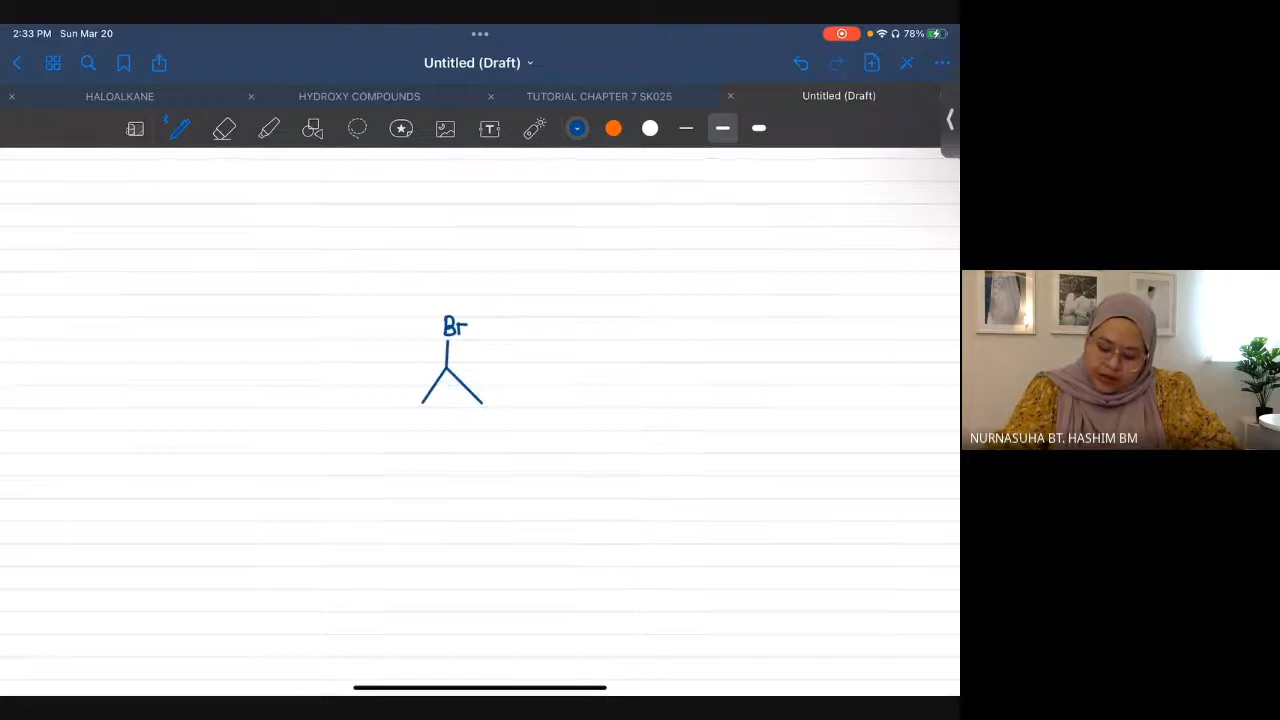 2:33 PM Sun Mar 20
78%
Untitled (Draft)
HALOALKANE
HYDROXY COMPOUNDS
TUTORIAL CHAPTER 7 SK025
Untitled (Draft)
T
Br
NURNASUHA BT. HASHIM BM